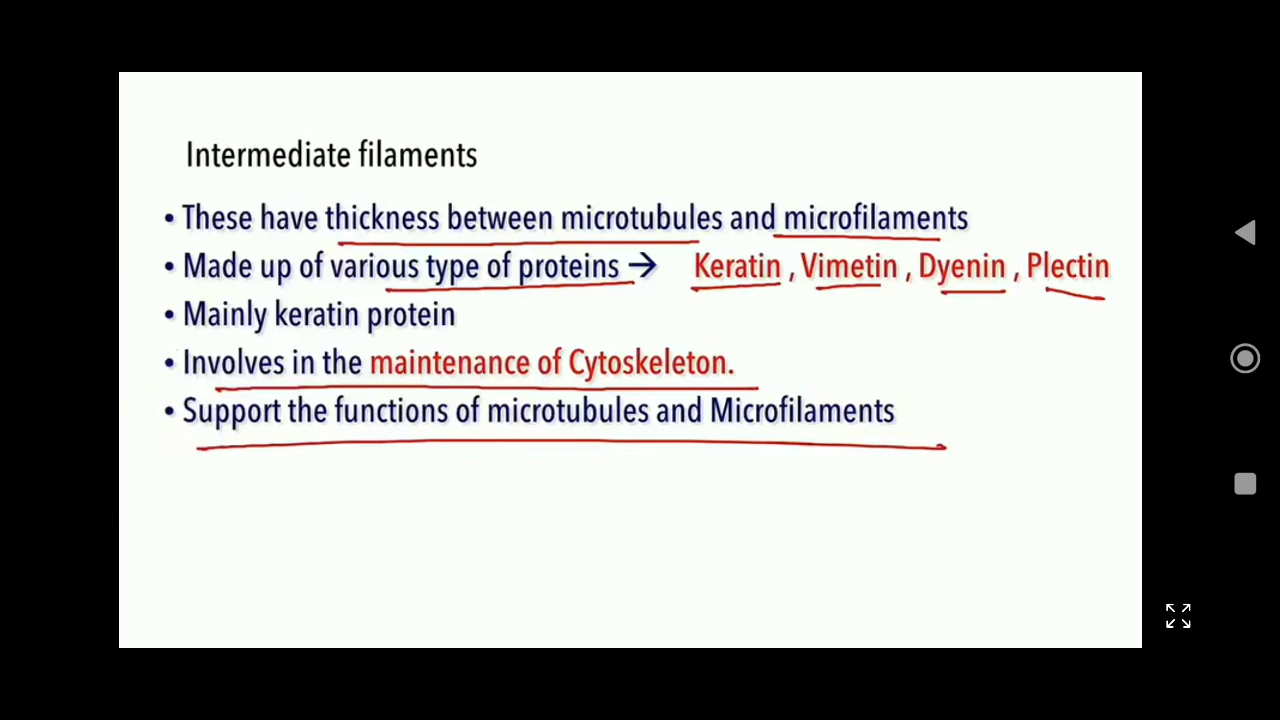 Intermediate filaments
• These have thickness between microtubules and microfilaments
• Made up of various type of proteins → Keratin , Vimetin , Dyenin , Plectin
• Mainly keratin protein
• Involves in the maintenance of Cytoskeleton.
• Support the functions of microtubules and Microfilaments